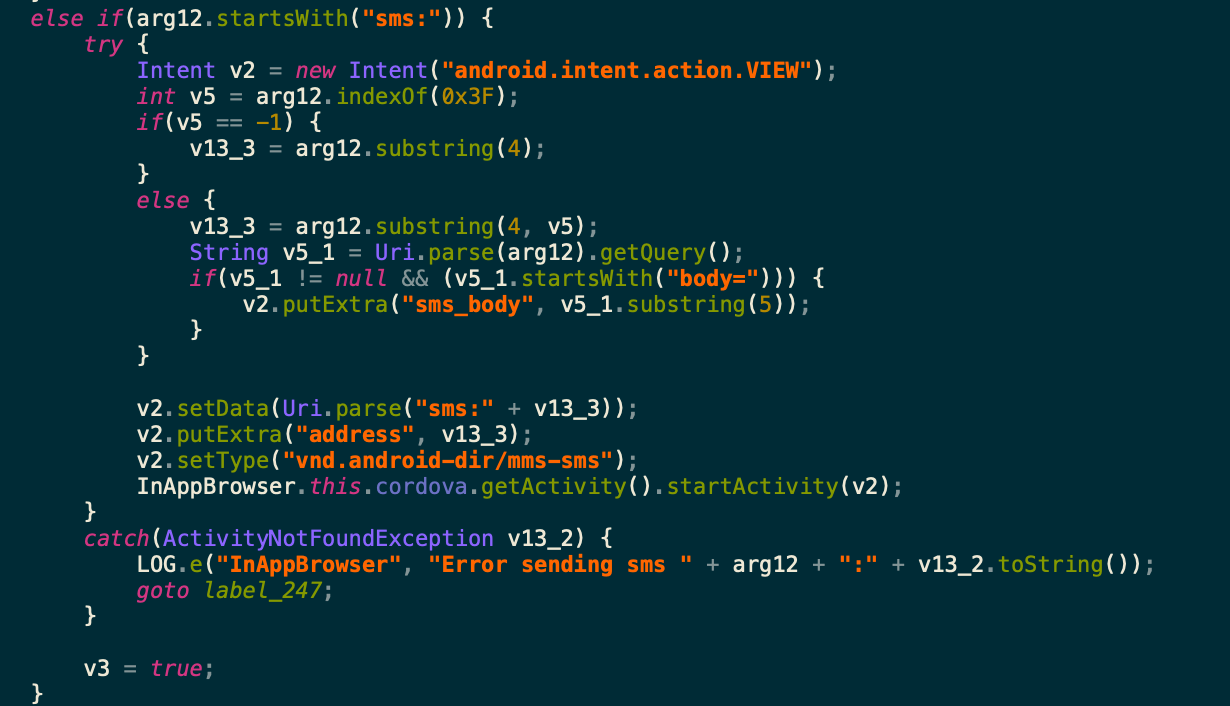 }
else if(arg12.startsWith("sms:")) {
try {
Intent v2 = new Intent("android.intent.action.VIEW");
int v5 = arg12.indexOf(0x3F);
if(v5 == -1) {
v13_3 = arg12.substring(4);
}
else {
v13_3 = arg12.substring(4, v5);
String v5_1 = Uri.parse(arg12).getQuery();
if(v5_1 != null && (v5_1.startsWith("body="))) {
v2.putExtra("sms_body", v5_1.substring(5));
}
}
v2.setData(Uri.parse("sms:" + v13_3));
v2.putExtra("address", v13_3);
v2.setType("vnd.android-dir/mms-sms");
InAppBrowser.this.cordova.getActivity().startActivity(v2);
}
catch(ActivityNotFoundException v13_2) {
LOG.e("InAppBrowser", "Error sending sms " + arg12 + ":" + v13_2.toString());
goto label_247;
}
v3 = true;
}